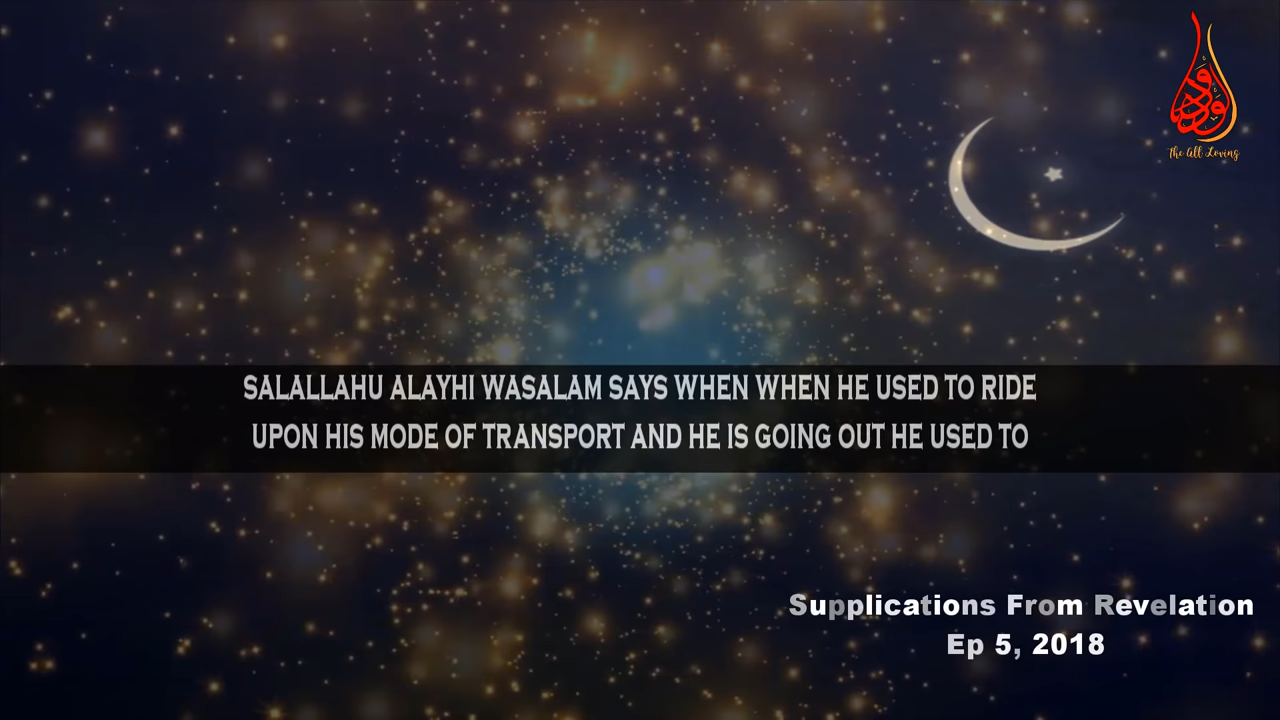 الودود
The All Loving
SALALLAHU ALAYHI WASALAM SAYS WHEN WHEN HE USED TO RIDE
UPON HIS MODE OF TRANSPORT AND HE IS GOING OUT HE USED TO
Supplications From Revelation
Ep 5, 2018